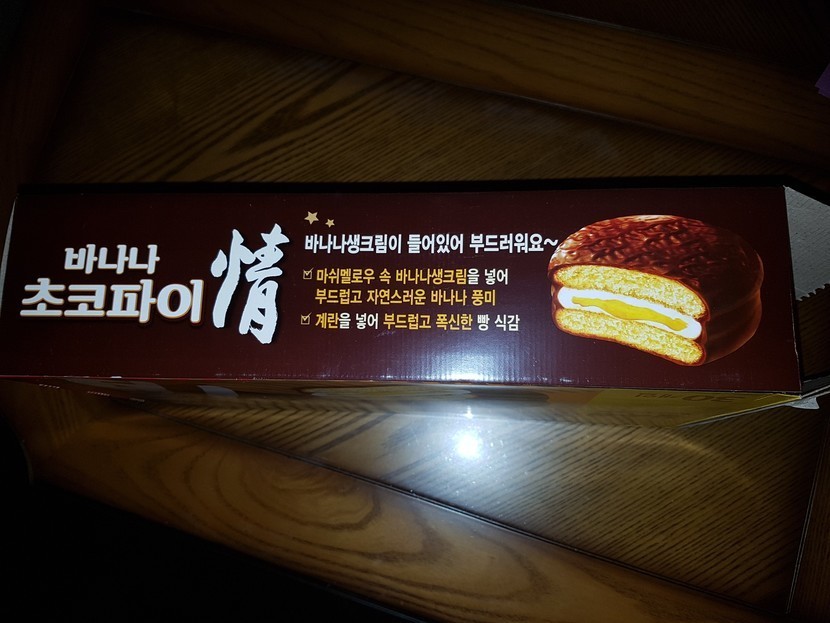 바나나
초코파이 情
바나나생크림이 들어있어 부드러워요~
마쉬멜로우 속 바나나생크림을 넣어
부드럽고 자연스러운 바나나 풍미
계란을 넣어 부드럽고 폭신한 빵 식감